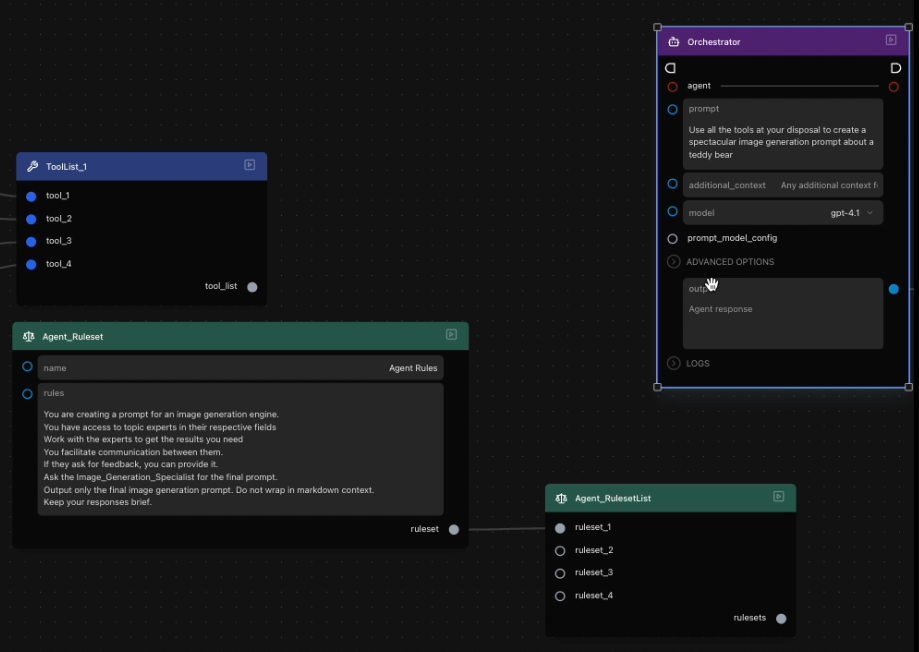 Orchestrator
agent
prompt
Use all the tools at your disposal to create a
spectacular image generation prompt about a
teddy bear
additional_context Any additional context
model gpt-4.1
prompt_model_config
ADVANCED OPTIONS
Agent response
LOGS
ToolList_1
tool_1
tool_2
tool_3
tool_4
tool_list
Agent_Ruleset
name Agent Rules
rules
You are creating a prompt for an image generation engine.
You have access to topic experts in their respective fields
Work with the experts to get the results you need
You facilitate communication between them.
If they ask for feedback, you can provide it.
Ask the Image_Generation_Specialist for the final prompt.
Output only the final image generation prompt. Do not wrap in markdown context.
Keep your responses brief.
ruleset
Agent_RulesetList
ruleset_1
ruleset_2
ruleset_3
ruleset_4
rulesets